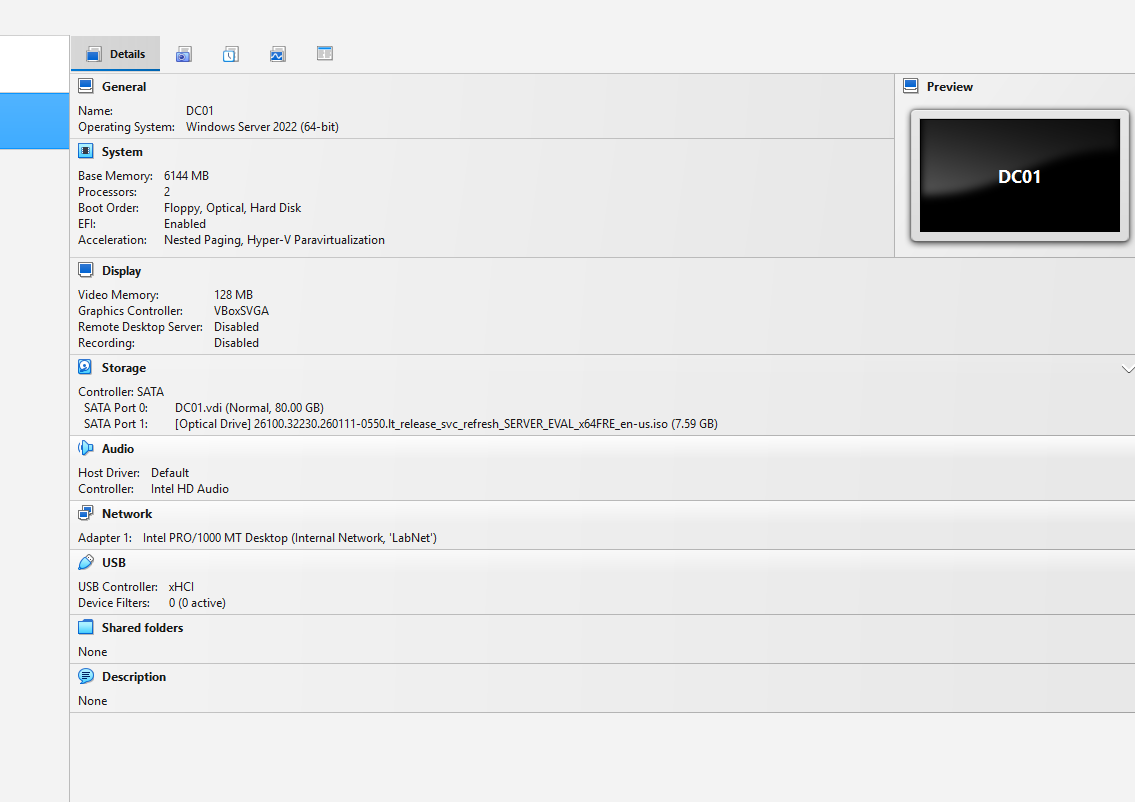 Details
General
Name: DC01
Operating System: Windows Server 2022 (64-bit)
System
Base Memory: 6144 MB
Processors: 2
Boot Order: Floppy, Optical, Hard Disk
EFI: Enabled
Acceleration: Nested Paging, Hyper-V Paravirtualization
Preview
DC01
Display
Video Memory: 128 MB
Graphics Controller: VBoxSVGA
Remote Desktop Server: Disabled
Recording: Disabled
Storage
Controller: SATA
SATA Port 0: DC01.vdi (Normal, 80.00 GB)
SATA Port 1: [Optical Drive] 26100.32230.260111-0550.lt_release_svc_refresh_SERVER_EVAL_x64FRE_en-us.iso (7.59 GB)
Audio
Host Driver: Default
Controller: Intel HD Audio
Network
Adapter 1: Intel PRO/1000 MT Desktop (Internal Network, 'LabNet')
USB
USB Controller: xHCI
Device Filters: 0 (0 active)
Shared folders
None
Description
None